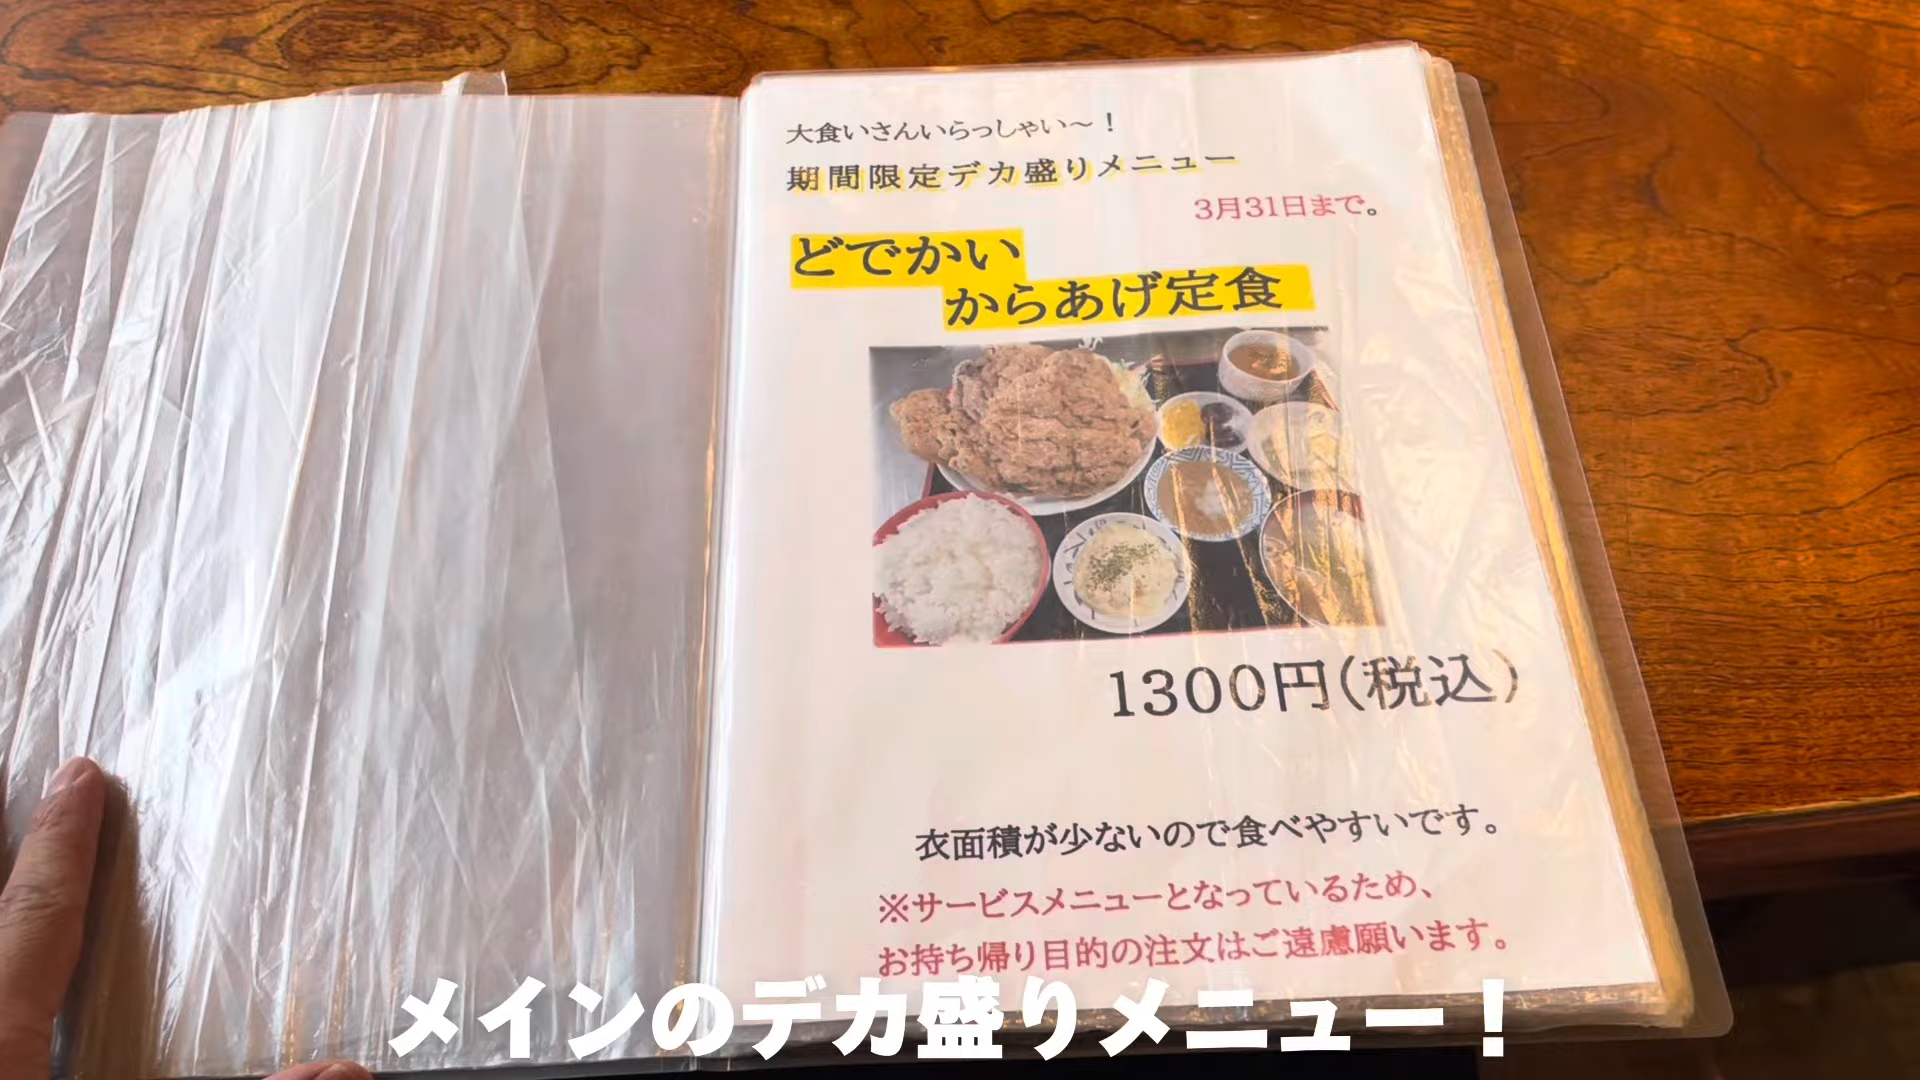 大食いさんいらっしゃい～！
期間限定デカ盛りメニュー
3月31日まで。
どでかい
からあげ定食
1300円(税込)
衣面積が少ないので食べやすいです。
※サービスメニューとなっているため、
お持ち帰り目的の注文はご遠慮願います。
メインのデカ盛りメニュー！